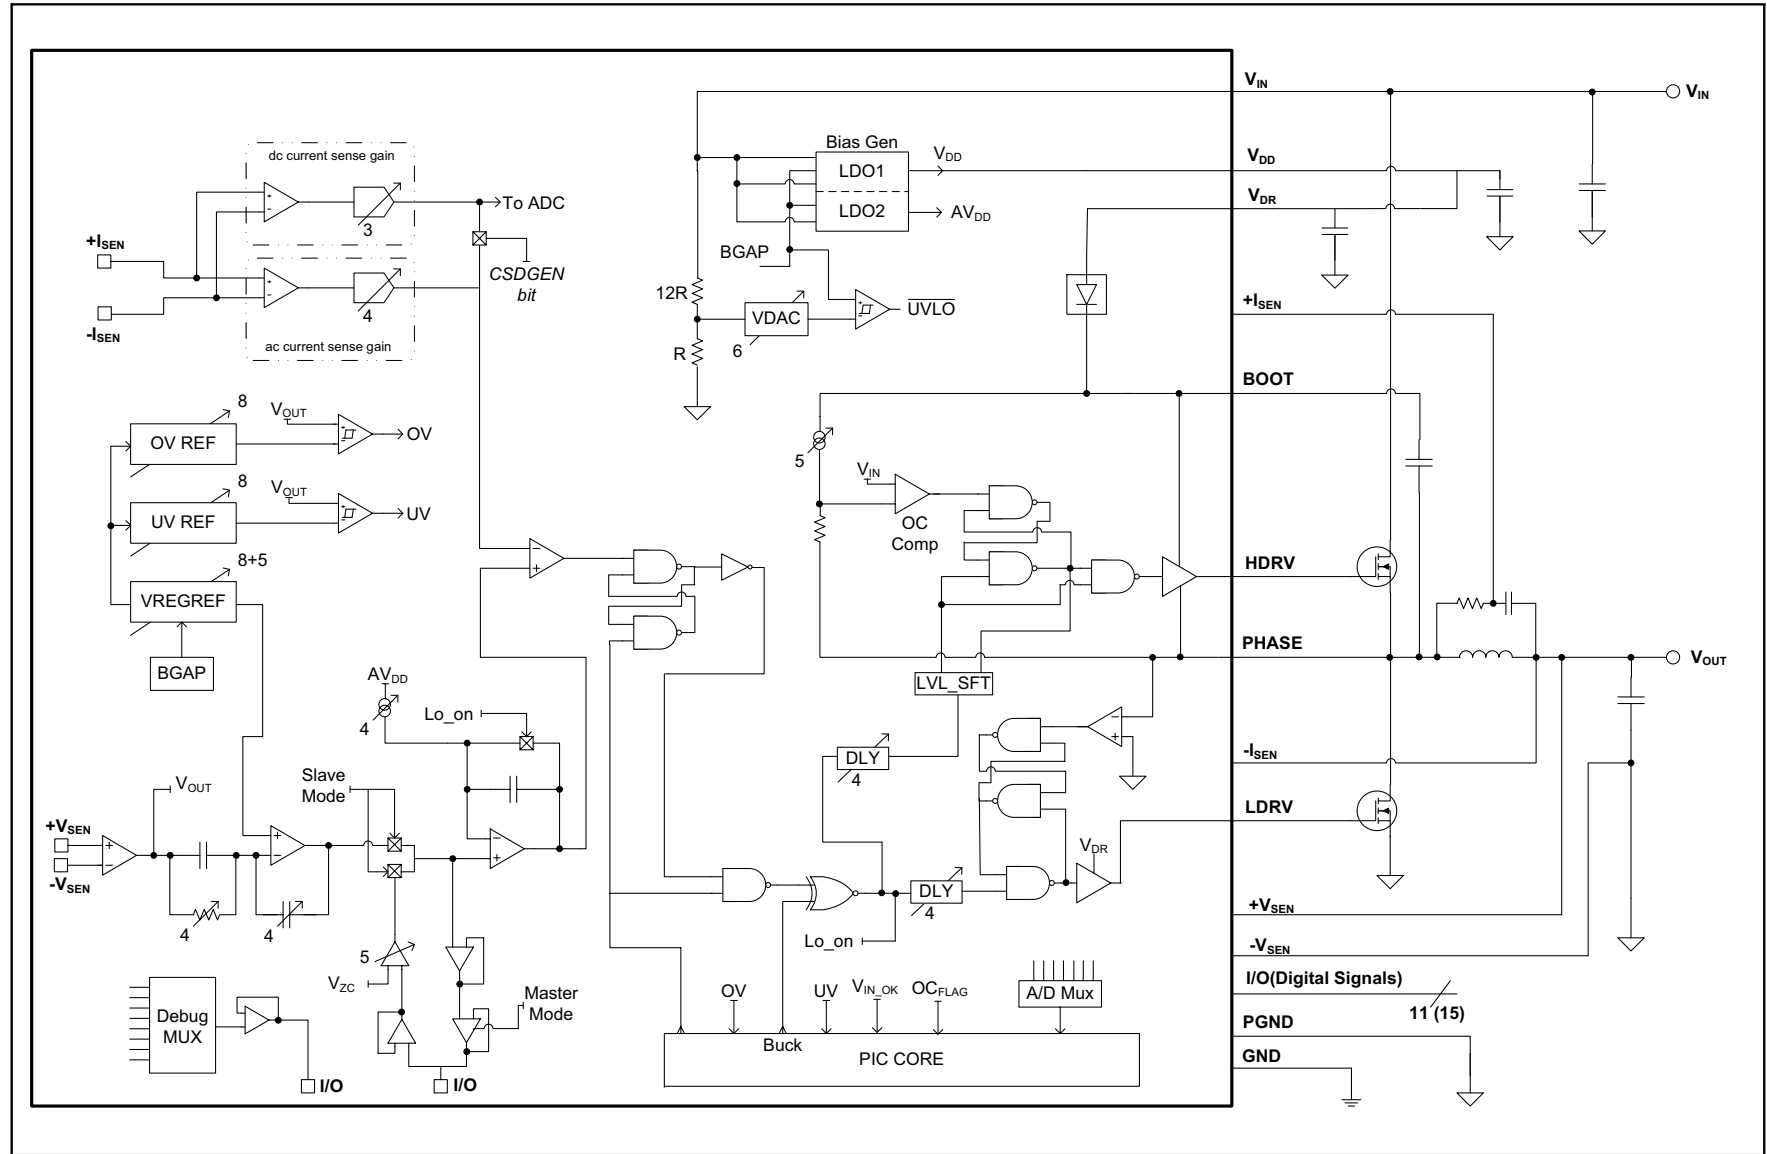 dc current sense gain
3
To ADC
+I_SEN
-I_SEN
CSDGEN
bit
4
ac current sense gain
Bias Gen
LDO1
LDO2
V_DD
AV_DD
BGAP
12R
R
VDAC
6
UVLO
V_IN
V_IN
V_DD
V_DR
+I_SEN
BOOT
8
V_OUT
OV REF
OV
8
V_OUT
UV REF
UV
8+5
VREGREF
BGAP
5
V_IN
OC
Comp
HDRV
PHASE
V_OUT
LVL_SFT
AV_DD
4
Lo_on
DLY
4
-I_SEN
LDRV
Slave
Mode
V_OUT
+V_SEN
-V_SEN
4
4
V_DR
DLY
4
Lo_on
+V_SEN
-V_SEN
5
V_ZC
Master
Mode
Debug
MUX
I/O
I/O
OV
UV
V_IN_OK
OC_FLAG
A/D Mux
Buck
PIC CORE
I/O(Digital Signals)
11 (15)
PGND
GND